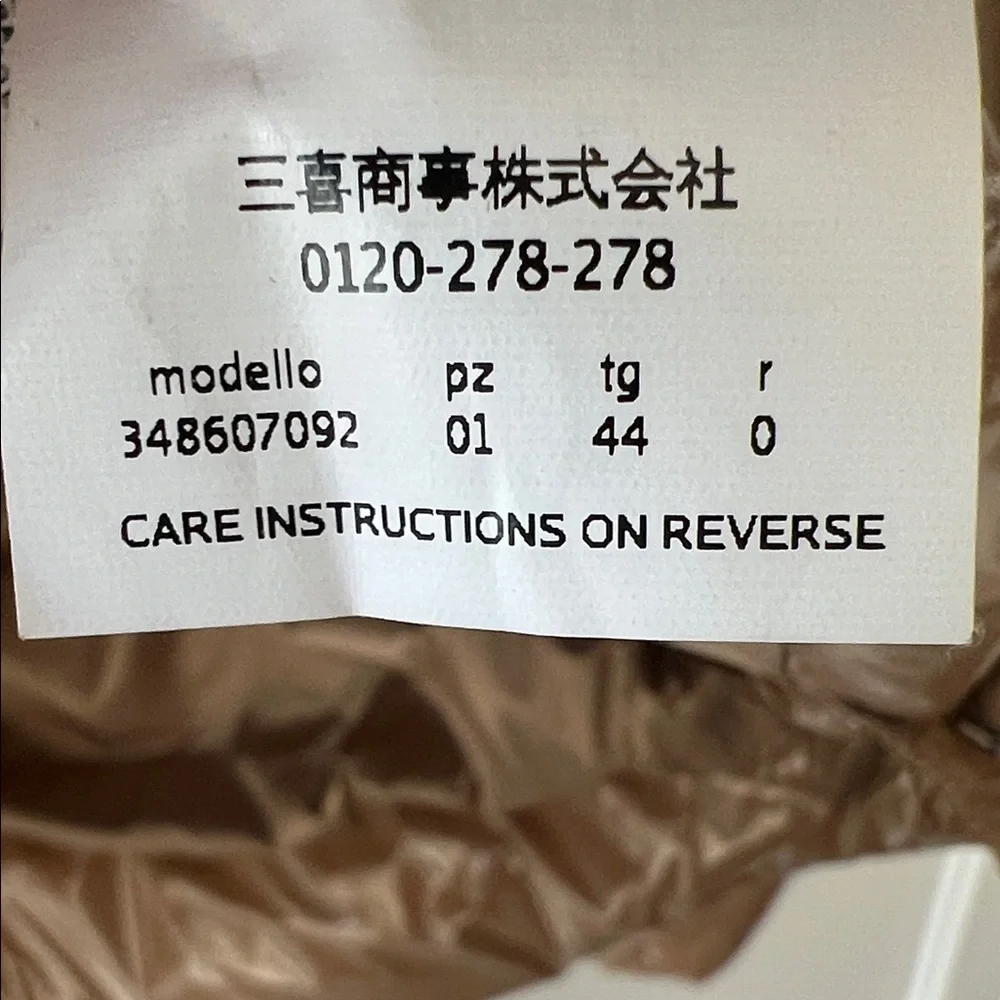 三喜商事株式会社
0120-278-278
modello pz tg r
348607092 01 44 0
CARE INSTRUCTIONS ON REVERSE